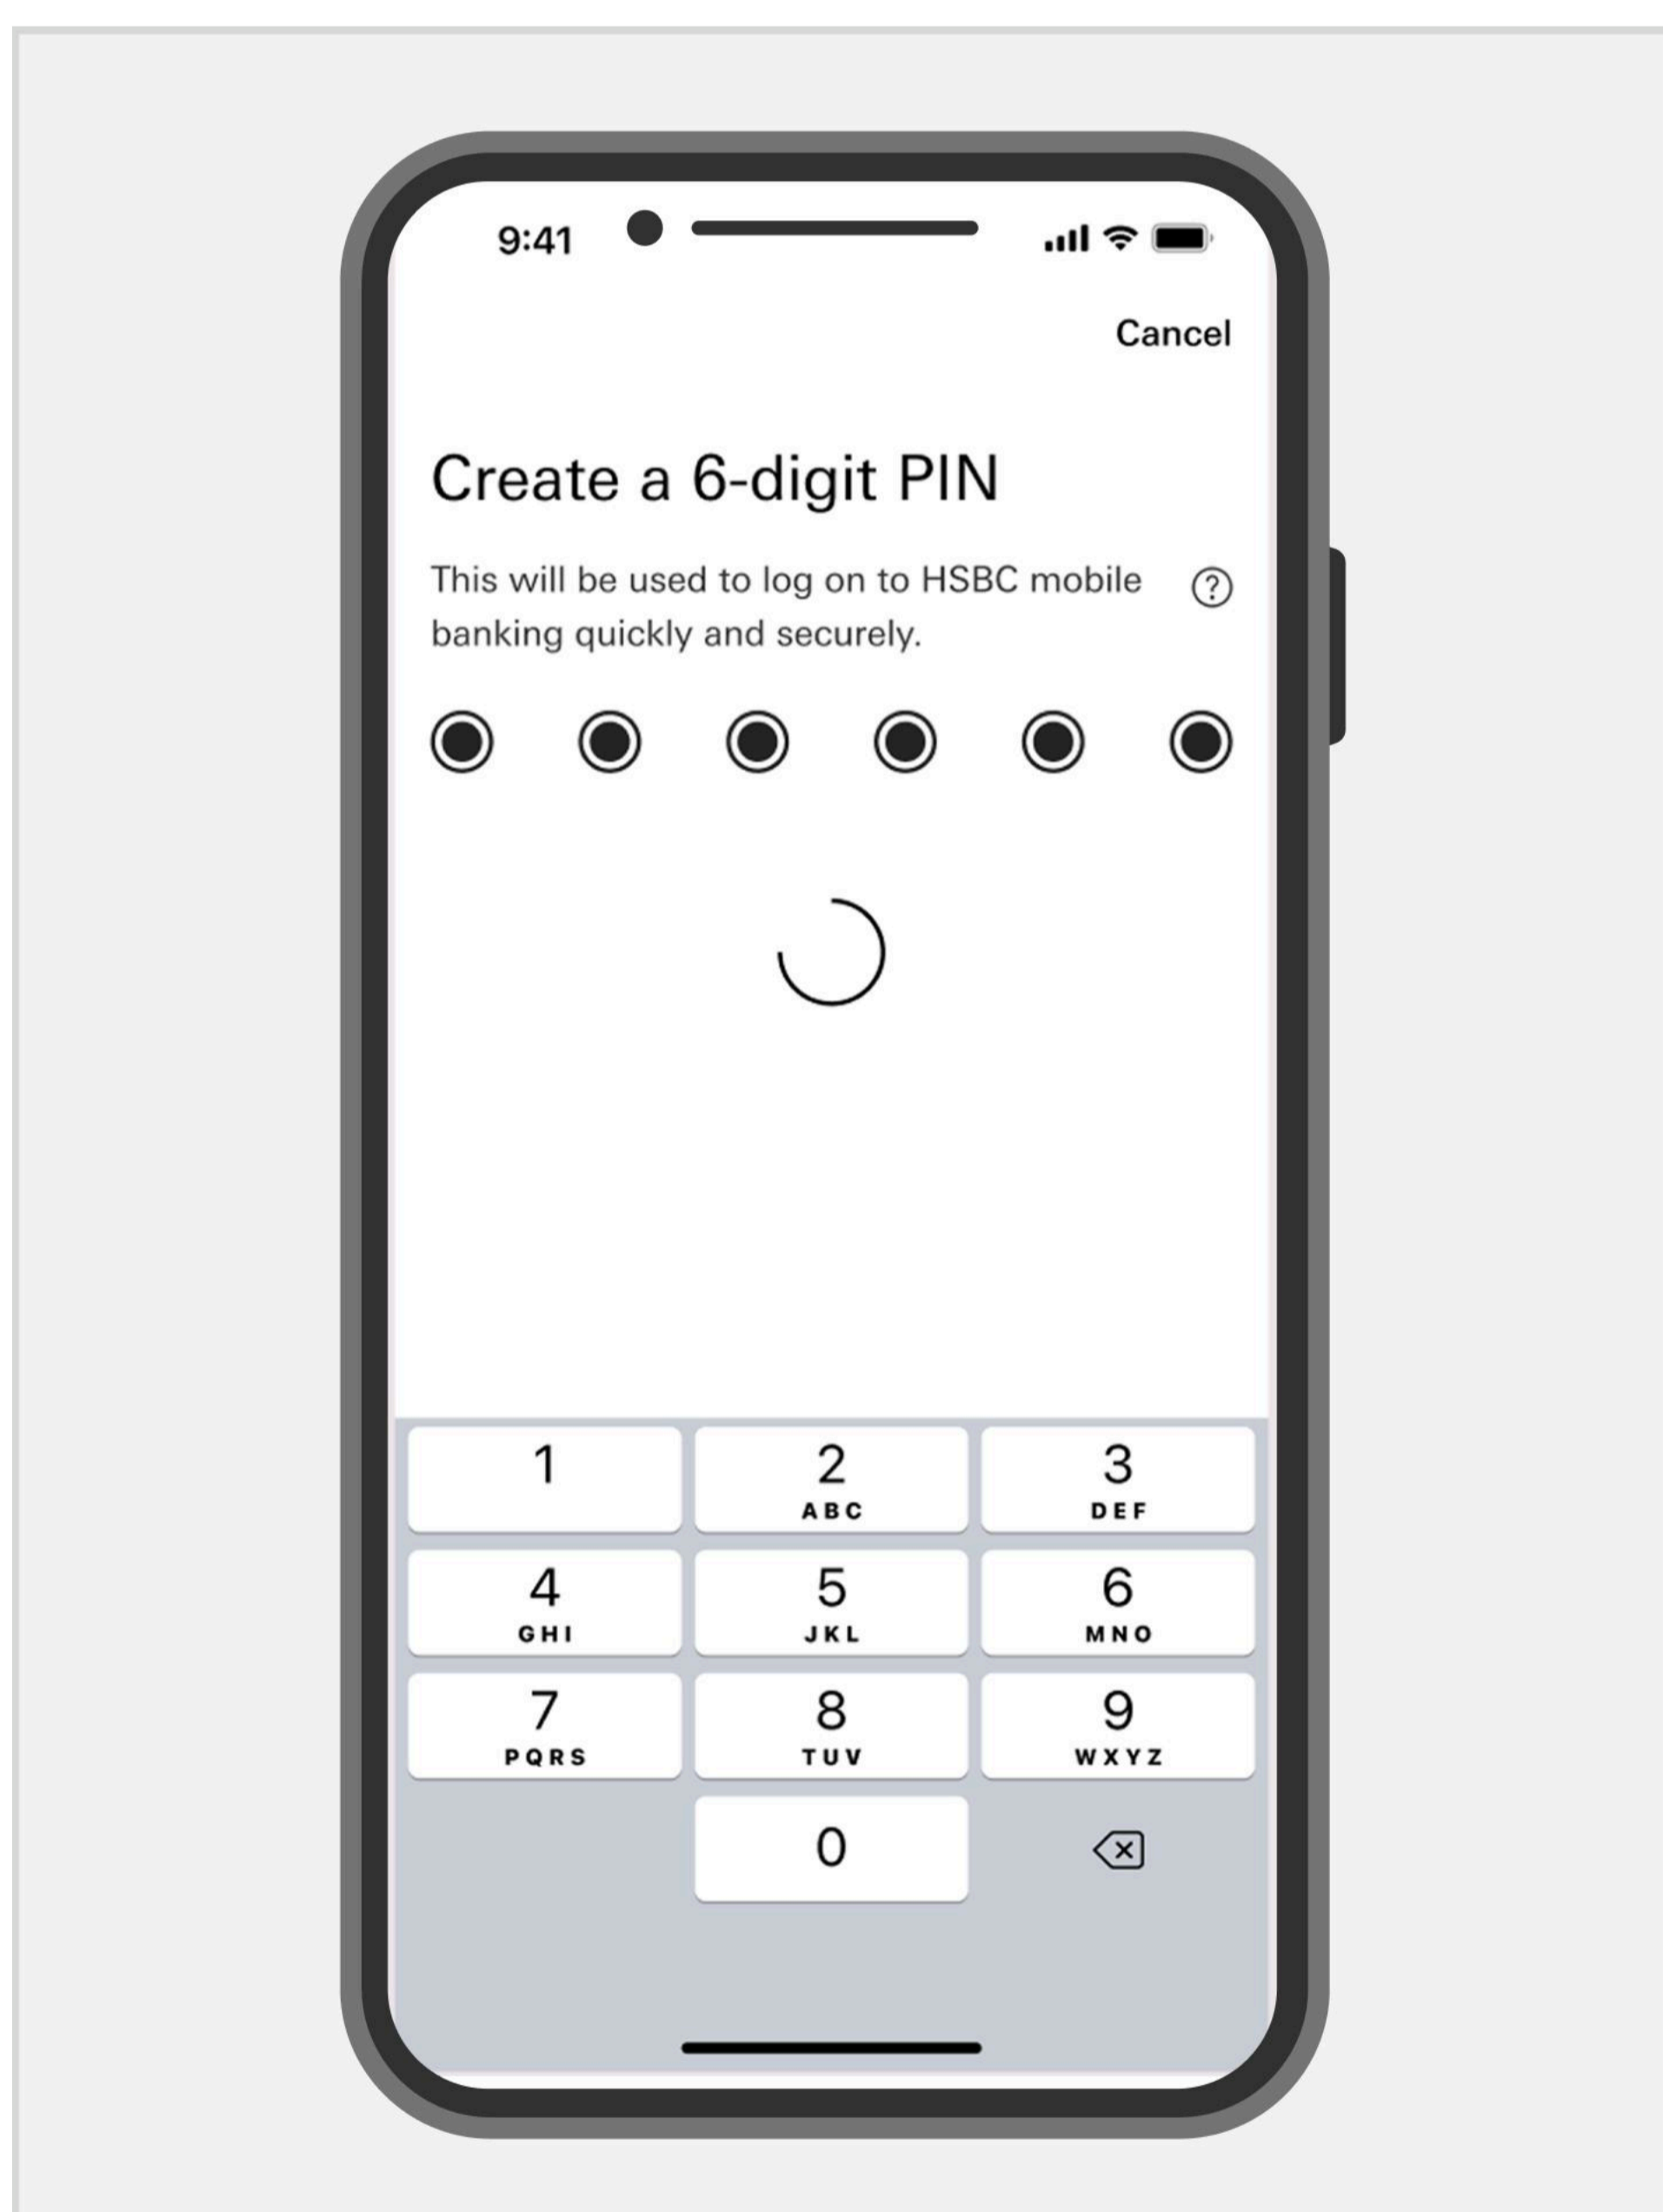 9:41
Cancel
Create a 6-digit PIN
This will be used to log on to HSBC mobile
banking quickly and securely.
?
1
2
3
ABC
DEF
4
5
6
GHI
JKL
MNO
7
8
9
PQRS
TUV
WXYZ
0